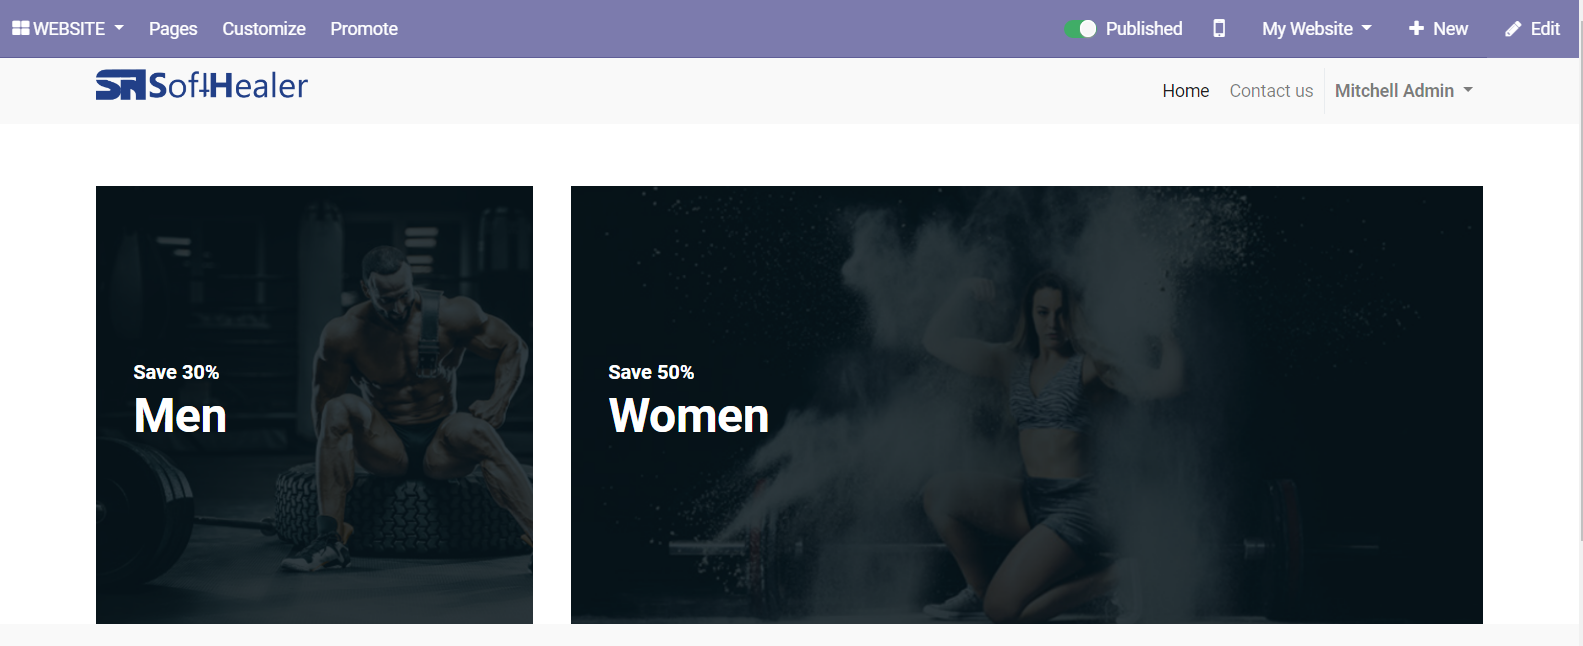 WEBSITE Pages Customize Promote Published My Website New Edit
SH SoftHealer Home Contact us Mitchell Admin
Save 30%
Men
Save 50%
Women